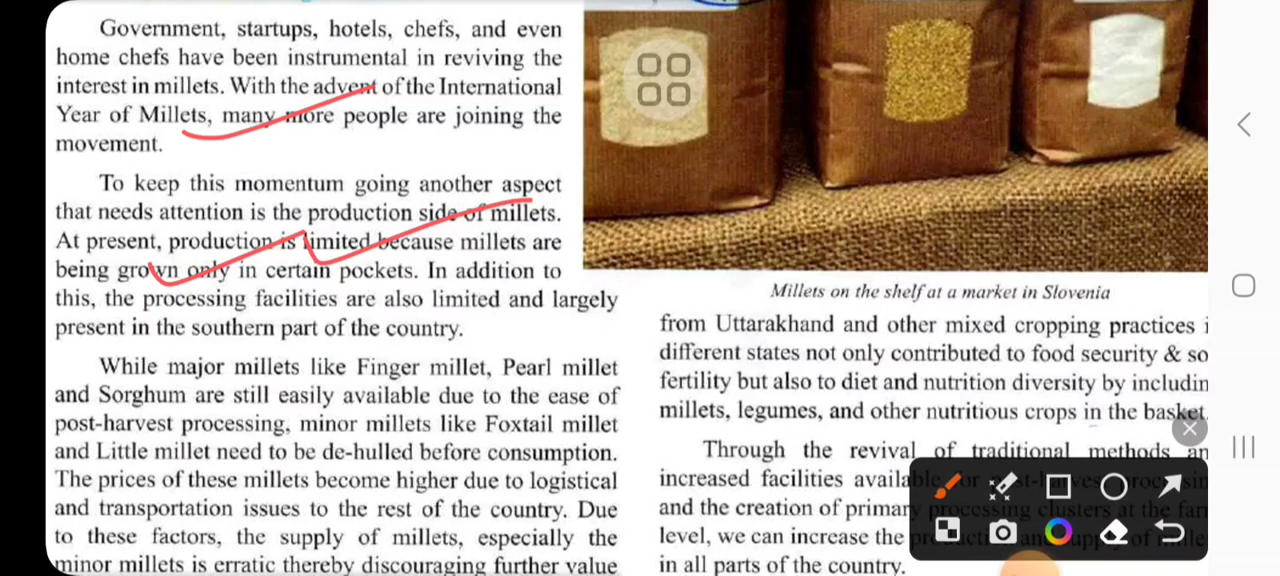 Government, startups, hotels, chefs, and even
home chefs have been instrumental in reviving the
interest in millets. With the advent of the International
Year of Millets, many more people are joining the
movement.
To keep this momentum going another aspect
that needs attention is the production side of millets.
At present, production is limited because millets are
being grown only in certain pockets. In addition to
this, the processing facilities are also limited and largely
present in the southern part of the country.
While major millets like Finger millet, Pearl millet
and Sorghum are still easily available due to the ease of
post-harvest processing, minor millets like Foxtail millet
and Little millet need to be de-hulled before consumption.
The prices of these millets become higher due to logistical
and transportation issues to the rest of the country. Due
to these factors, the supply of millets, especially the
minor millets is erratic thereby discouraging further value
Millets on the shelf at a market in Slovenia
from Uttarakhand and other mixed cropping practices i
different states not only contributed to food security & so
fertility but also to diet and nutrition diversity by includin
millets, legumes, and other nutritious crops in the basket
Through the revival of traditional methods an
increased facilities available for post-harvest
and the creation of primary processing clusters at the far
level, we can increase the
in all parts of the country.